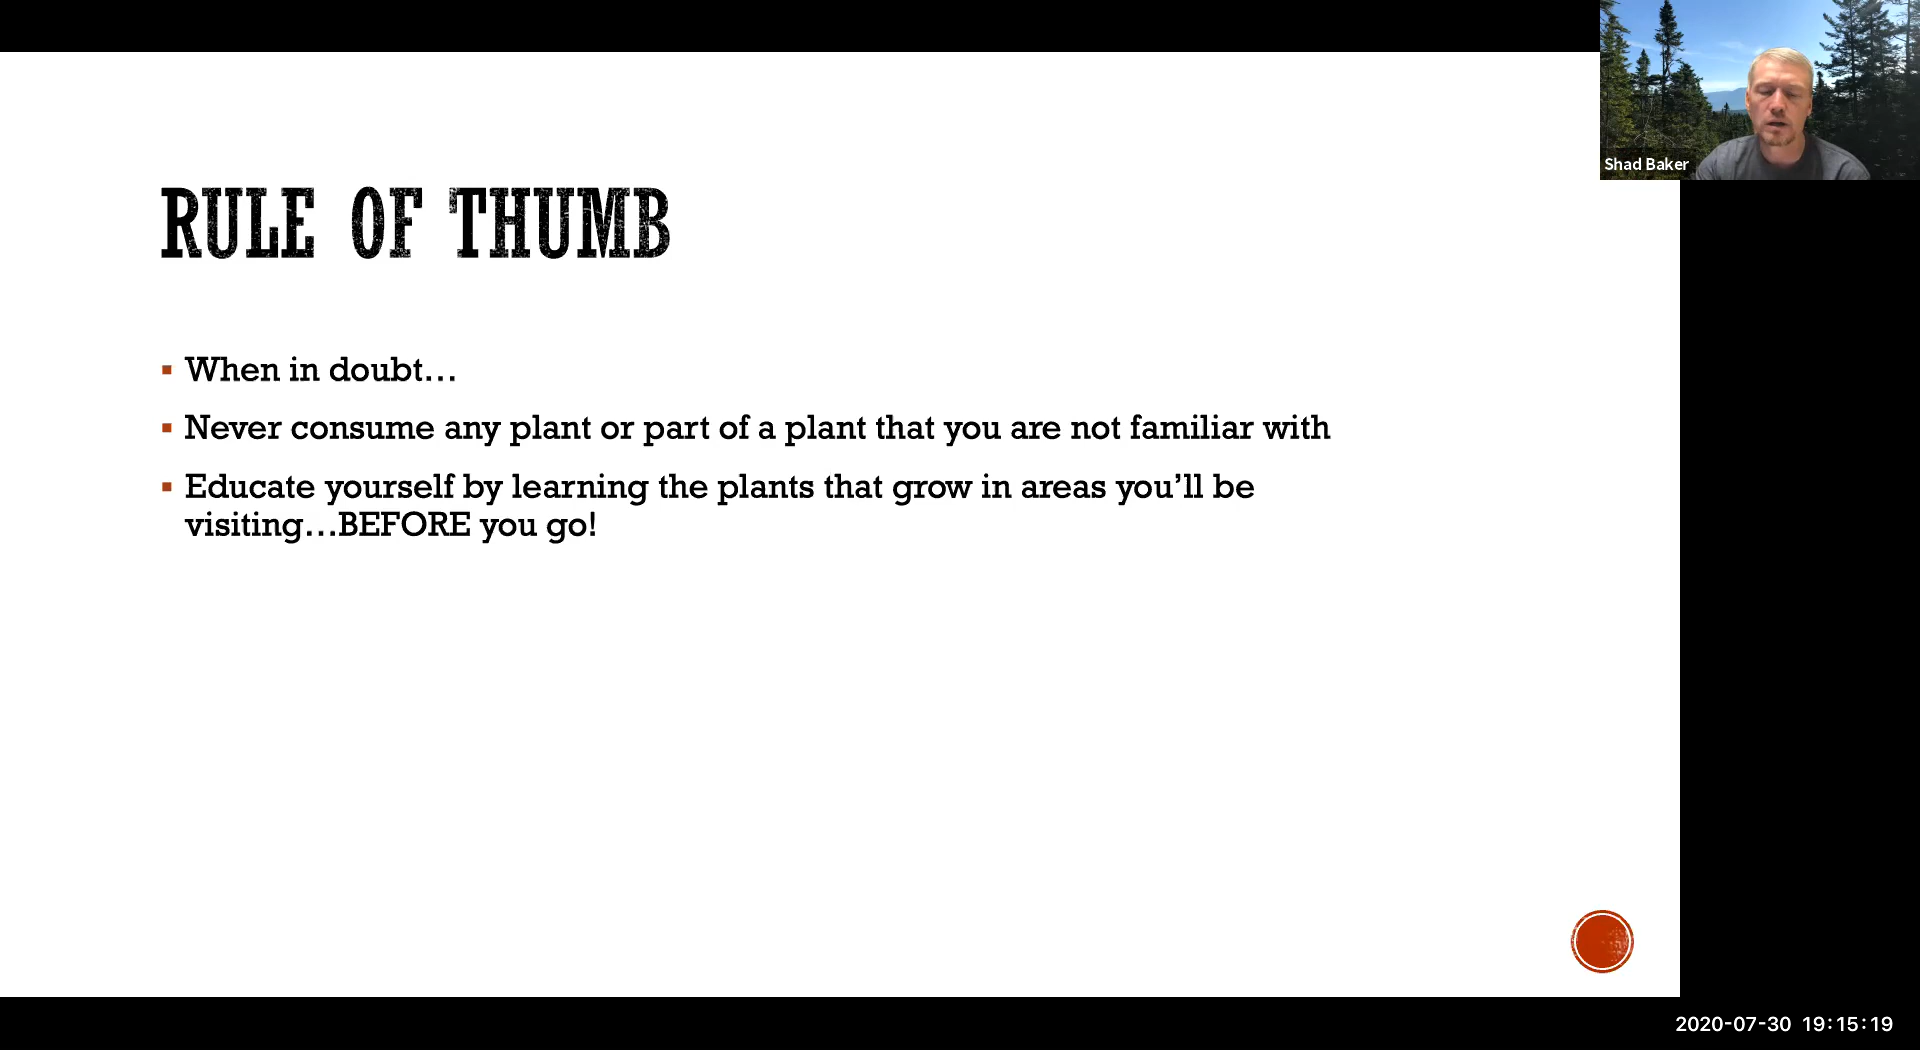 Shad Baker
RULE OF THUMB
When in doubt…
Never consume any plant or part of a plant that you are not familiar with
Educate yourself by learning the plants that grow in areas you’ll be
visiting…BEFORE you go!
2020-07-30 19:15:19